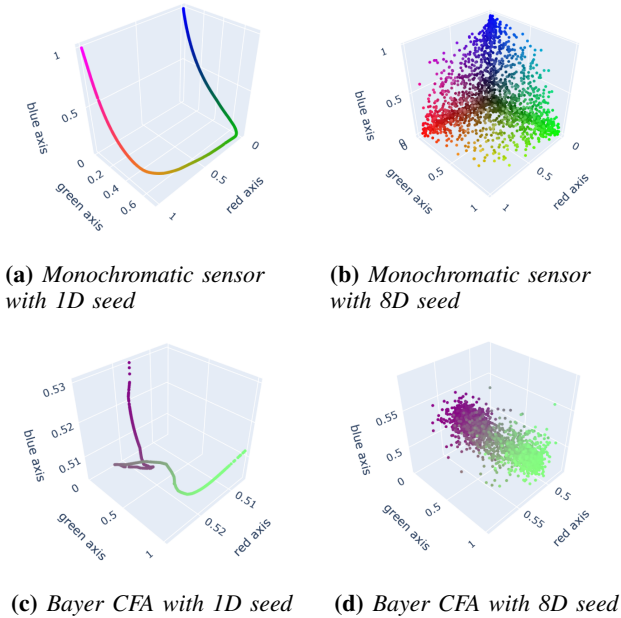 1
0.5
0
0.2
0.4
0.6
1
0.5
0
blue axis
green axis
red axis
1
0.5
0
0
0.5
1
1
0.5
0
blue axis
green axis
red axis
(a) Monochromatic sensor
with 1D seed
(b) Monochromatic sensor
with 8D seed
0.53
0.52
0.51
0
0.5
1
0.52
0.51
blue axis
green axis
red axis
0.55
0.5
0
0.5
1
0.55
0.5
blue axis
green axis
red axis
(c) Bayer CFA with 1D seed
(d) Bayer CFA with 8D seed